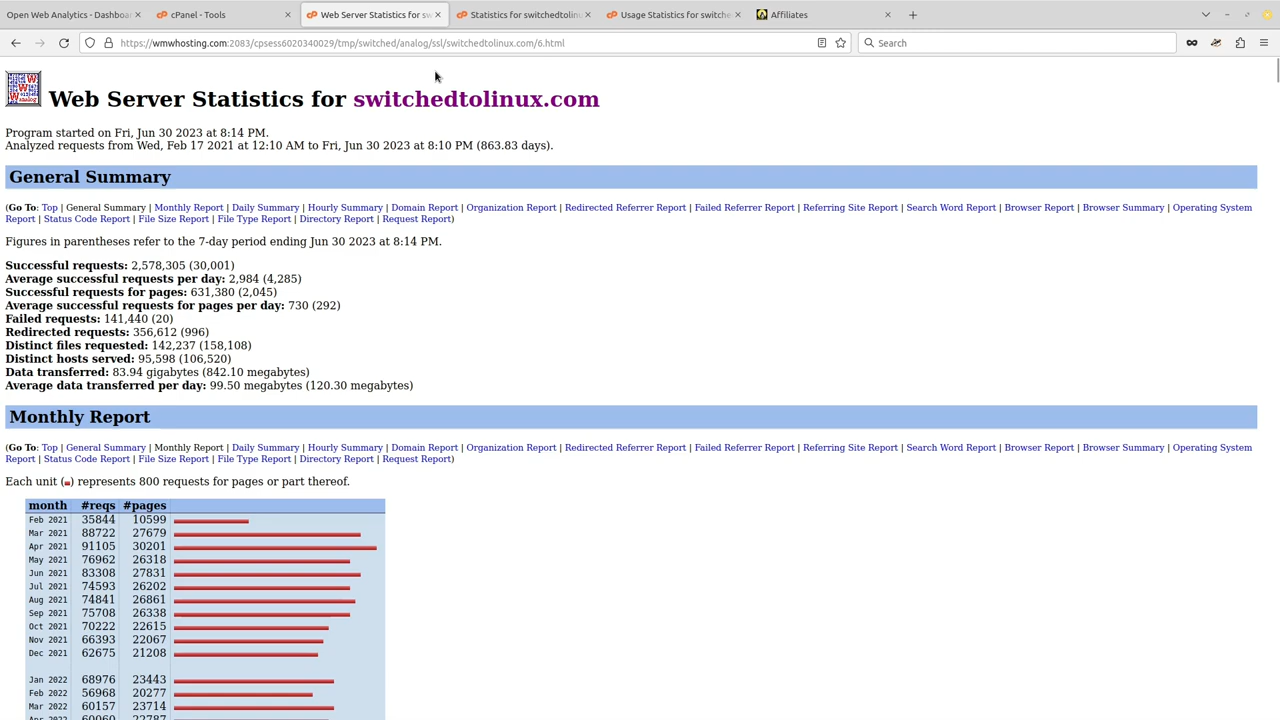 Open Web Analytics - Dashboa
cPanel - Tools
Web Server Statistics for sw
Statistics for switchedtolinu
Usage Statistics for switche
Affiliates
https://wmwhosting.com:2083/cpsess6020340029/tmp/switched/analog/ssl/switchedtolinux.com/6.html
Search
Web Server Statistics for switchedtolinux.com
Program started on Fri, Jun 30 2023 at 8:14 PM.
Analyzed requests from Wed, Feb 17 2021 at 12:10 AM to Fri, Jun 30 2023 at 8:10 PM (863.83 days).
General Summary
(Go To: Top | General Summary | Monthly Report | Daily Summary | Hourly Summary | Domain Report | Organization Report | Redirected Referrer Report | Failed Referrer Report | Referring Site Report | Search Word Report | Browser Report | Browser Summary | Operating System
Report | Status Code Report | File Size Report | File Type Report | Directory Report | Request Report)
Figures in parentheses refer to the 7-day period ending Jun 30 2023 at 8:14 PM.
Successful requests: 2,578,305 (30,001)
Average successful requests per day: 2,984 (4,285)
Successful requests for pages: 631,380 (2,045)
Average successful requests for pages per day: 730 (292)
Failed requests: 141,440 (20)
Redirected requests: 356,612 (996)
Distinct files requested: 142,237 (158,108)
Distinct hosts served: 95,598 (106,520)
Data transferred: 83.94 gigabytes (842.10 megabytes)
Average data transferred per day: 99.50 megabytes (120.30 megabytes)
Monthly Report
(Go To: Top | General Summary | Monthly Report | Daily Summary | Hourly Summary | Domain Report | Organization Report | Redirected Referrer Report | Failed Referrer Report | Referring Site Report | Search Word Report | Browser Report | Browser Summary | Operating System
Report | Status Code Report | File Size Report | File Type Report | Directory Report | Request Report)
Each unit ( ) represents 800 requests for pages or part thereof.
month #reqs #pages
Feb 2021 35844 10599
Mar 2021 88722 27679
Apr 2021 91105 30201
May 2021 76962 26318
Jun 2021 83308 27831
Jul 2021 74593 26202
Aug 2021 74841 26861
Sep 2021 75708 26338
Oct 2021 70222 22615
Nov 2021 66393 22067
Dec 2021 62675 21208
Jan 2022 68976 23443
Feb 2022 56968 20277
Mar 2022 60157 23714
Apr 2022 60060 22787